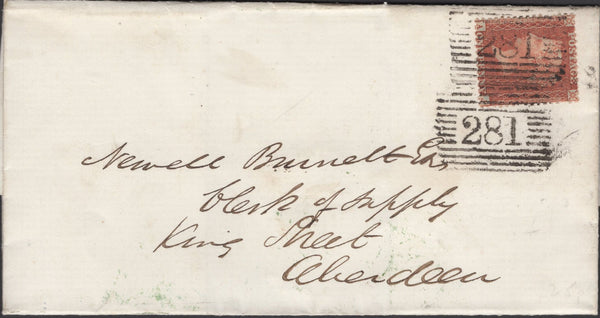 281
281
Newell Burnett Esq
Clerk of Supply
King Street
Aberdeen